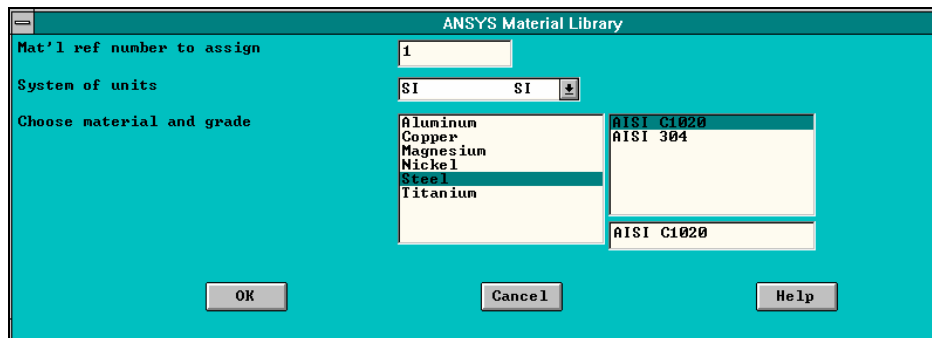 ANSYS Material Library
Mat'l ref number to assign 1
System of units SI SI
Choose material and grade
Aluminum AISI C1020
Copper AISI 304
Magnesium
Nickel
Steel
Titanium
AISI C1020
OK Cancel Help